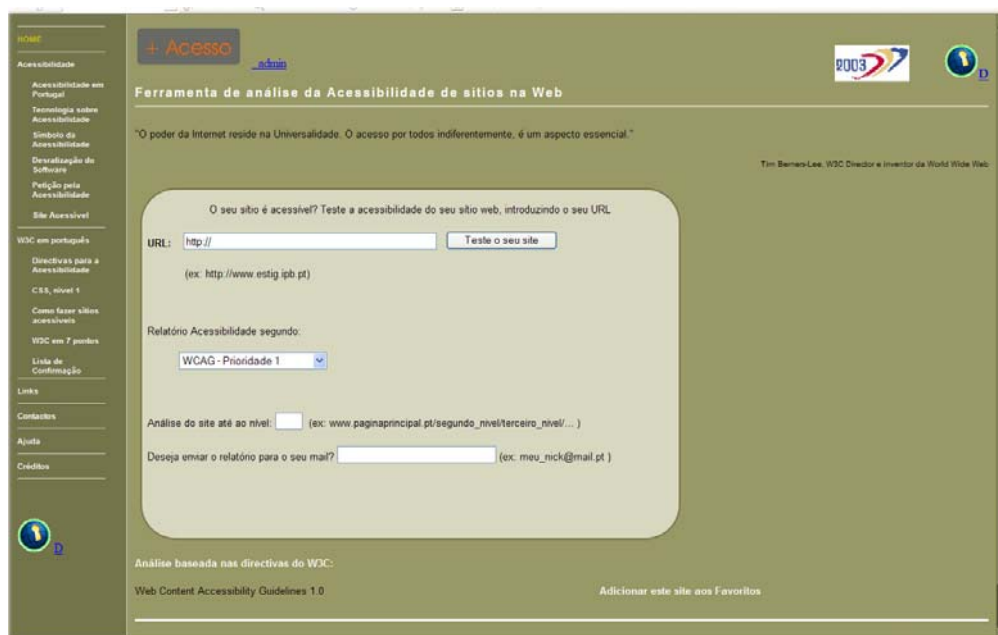 HOME
Acessibilidade
Acessibilidade em
Portugal
Tecnologia sobre
Acessibilidade
Símbolo da
Acessibilidade
Desratização do
Software
Petição pela
Acessibilidade
Site Acessível
W3C em português
Directivas para a
Acessibilidade
CSS, nível 1
Como fazer sítios
acessíveis
W3C em 7 pontos
Lista de
Confirmação
Links
Contactos
Ajuda
Créditos
D
+ Acesso
_admin
2003
D
Ferramenta de análise da Acessibilidade de sítios na Web
"O poder da Internet reside na Universalidade. O acesso por todos indiferentemente, é um aspecto essencial."
Tim Berners-Lee, W3C Director e inventor da World Wide Web
O seu sítio é acessível? Teste a acessibilidade do seu sítio web, introduzindo o seu URL
URL: http:// Teste o seu site
(ex: http://www.estig.ipb.pt)
Relatório Acessibilidade segundo:
WCAG - Prioridade 1
Análise do site até ao nível: (ex: www.paginaprincipal.pt/segundo_nivel/terceiro_nivel/... )
Deseja enviar o relatório para o seu mail? (ex: meu_nick@mail.pt )
Análise baseada nas directivas do W3C:
Web Content Accessibility Guidelines 1.0 Adicionar este site aos Favoritos